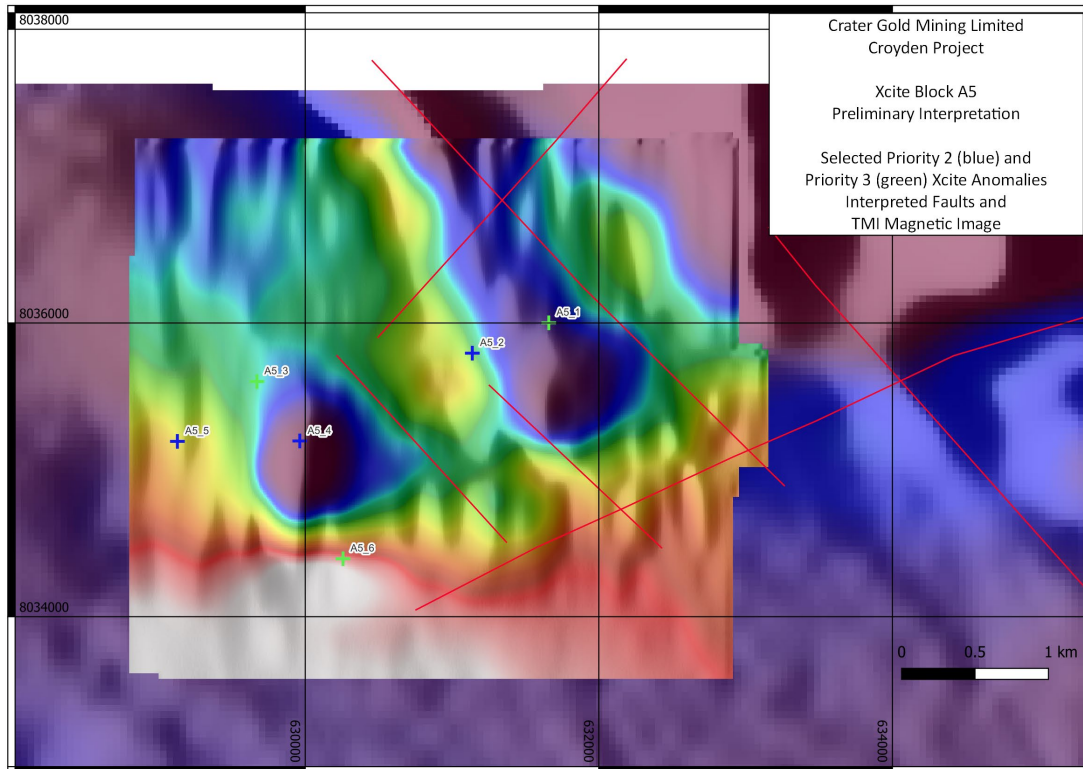 8038000
Crater Gold Mining Limited
Croyden Project
Xcite Block A5
Preliminary Interpretation
Selected Priority 2 (blue) and
Priority 3 (green) Xcite Anomalies
Interpreted Faults and
TMI Magnetic Image
8036000
A5_1
A5_2
A5_3
A5_5
A5_4
A5_6
8034000
0
0.5
1 km
630000
632000
634000